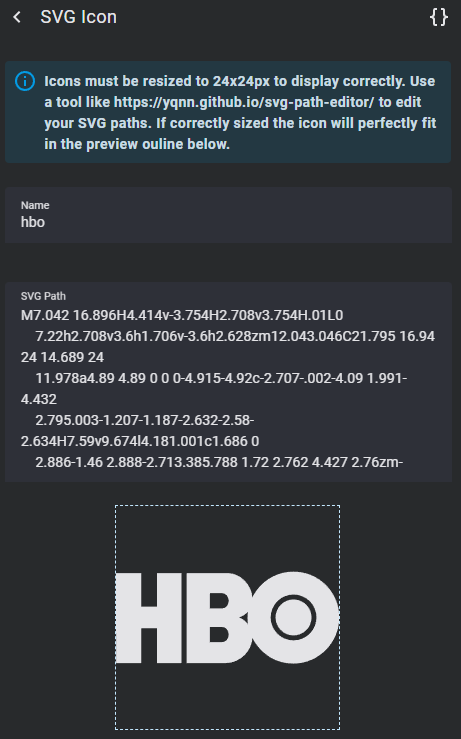 SVG Icon
{}
Icons must be resized to 24x24px to display correctly. Use
a tool like https://yqnn.github.io/svg-path-editor/ to edit
your SVG paths. If correctly sized the icon will perfectly fit
in the preview ouline below.
Name
hbo
SVG Path
M7.042 16.896H4.414v-3.754H2.708v3.754H.01L0
7.22h2.708v3.6h1.706v-3.6h2.628zm12.043.046C21.795 16.94
24 14.689 24
11.978a4.89 4.89 0 0 0-4.915-4.92c-2.707-.002-4.09 1.991-
4.432
2.795.003-1.207-1.187-2.632-2.58-
2.634H7.59v9.674l4.181.001c1.686 0
2.886-1.46 2.888-2.713.385.788 1.72 2.762 4.427 2.76zm-
HBO